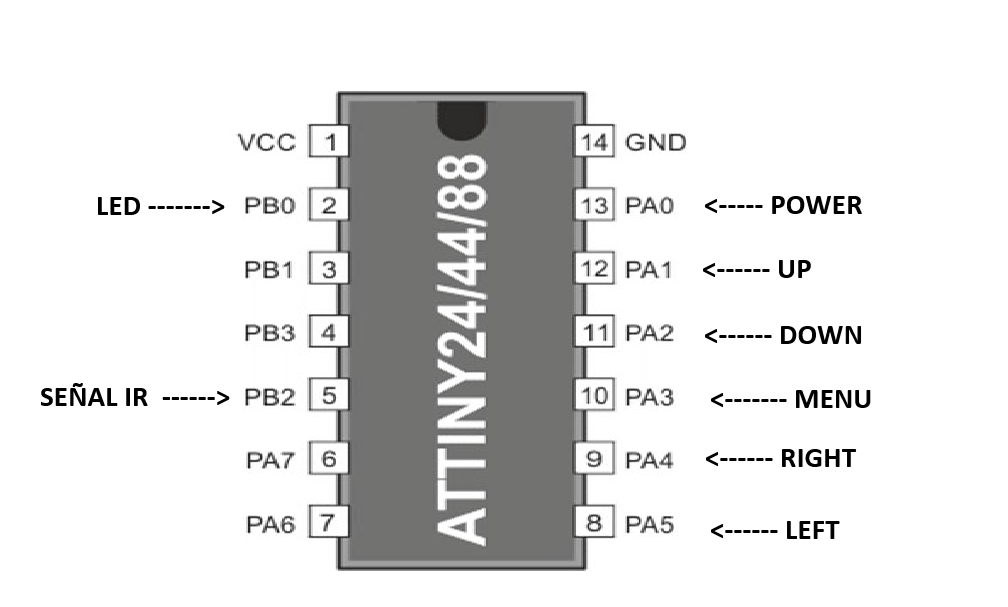 VCC 1 14 GND
LED -------> PB0 2 13 PA0 <----- POWER
PB1 3 12 PA1 <------ UP
PB3 4 11 PA2 <------ DOWN
SEÑAL IR ------> PB2 5 10 PA3 <------- MENU
PA7 6 9 PA4 <------ RIGHT
PA6 7 8 PA5 <------ LEFT
ATTINY24/44/88